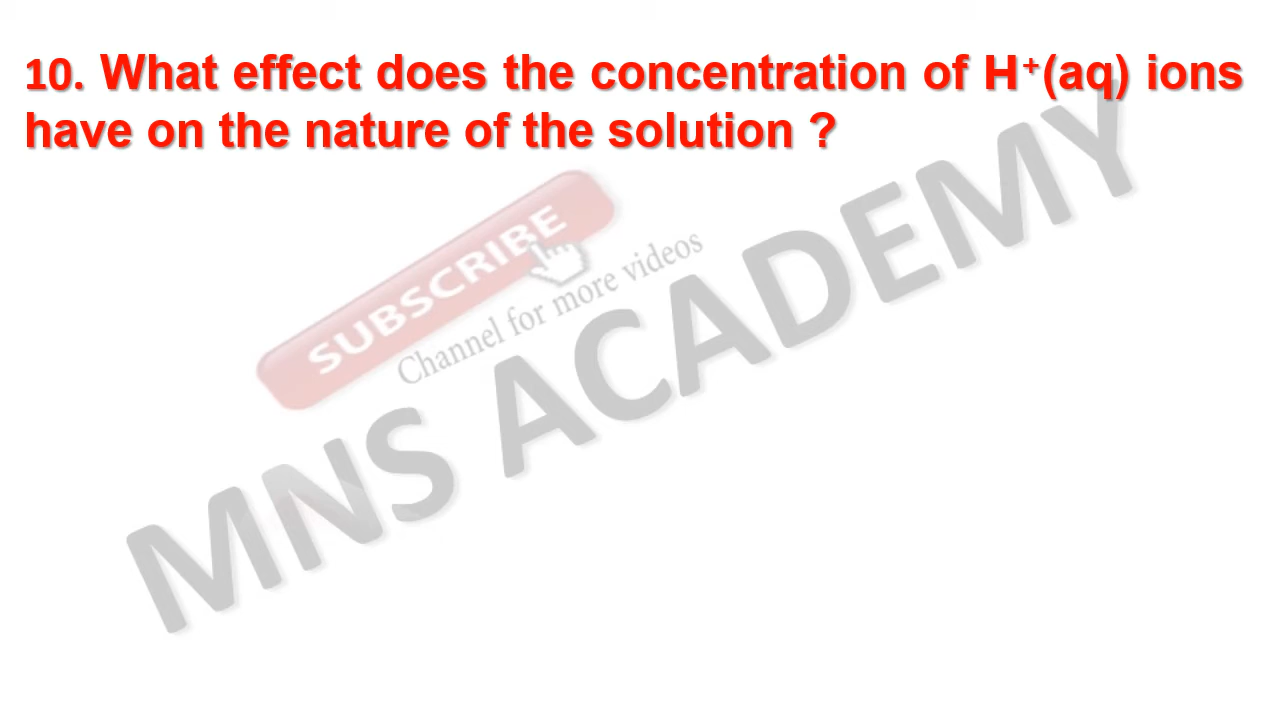 10. What effect does the concentration of H⁺(aq) ions
have on the nature of the solution ?
SUBSCRIBE
Channel for more videos
MNS ACADEMY